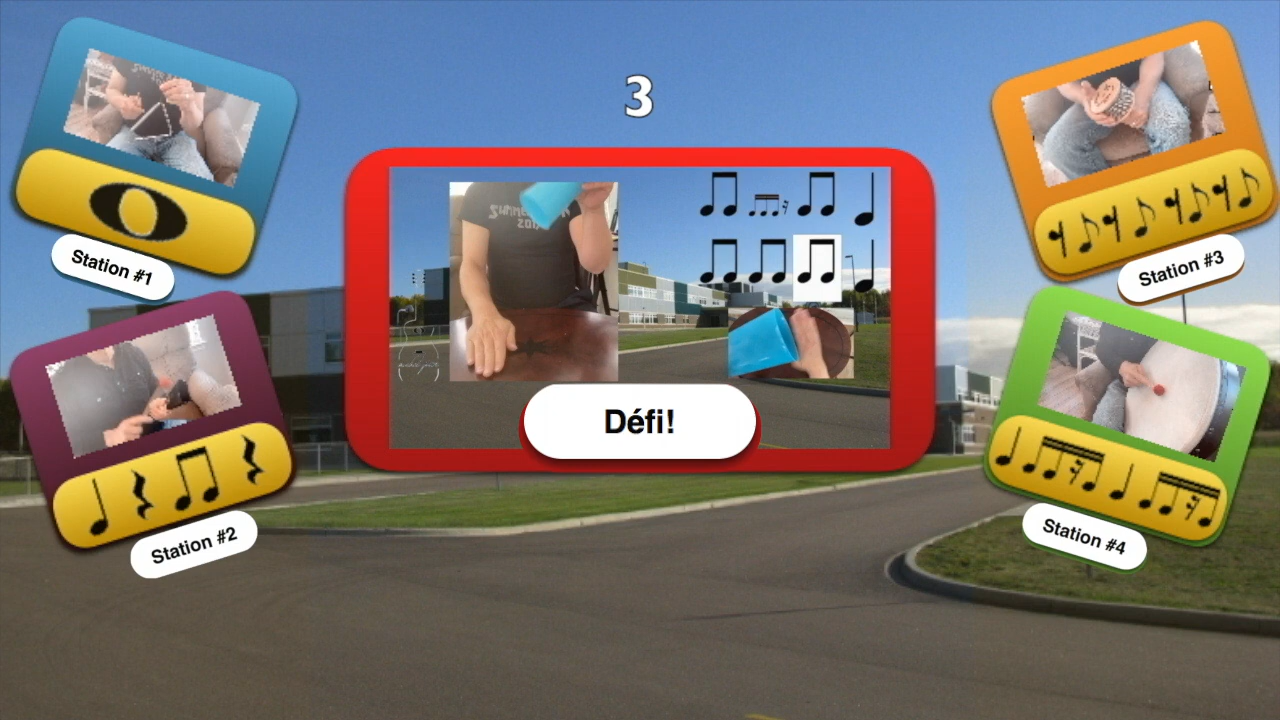 3
Station #1
Station #3
Station #2
Station #4
Défi!